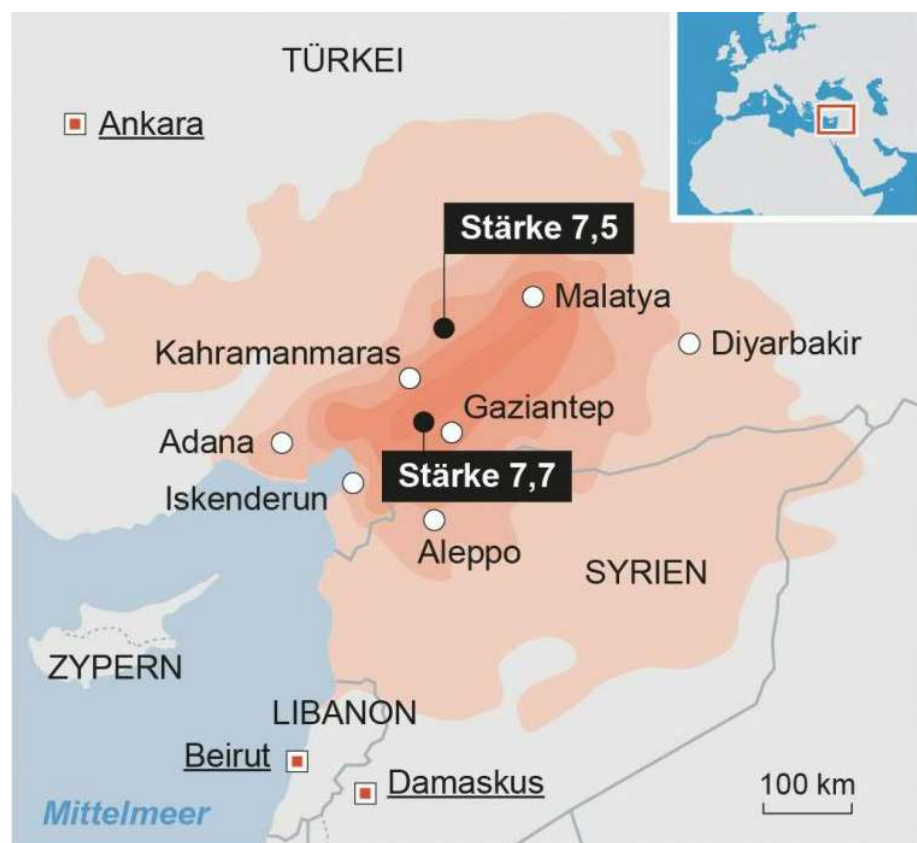 TÜRKEI
Ankara
Stärke 7,5
Malatya
Diyarbakir
Kahramanmaras
Gaziantep
Adana
Stärke 7,7
Iskenderun
Aleppo
SYRIEN
ZYPERN
LIBANON
Beirut
Damaskus
100 km
Mittelmeer